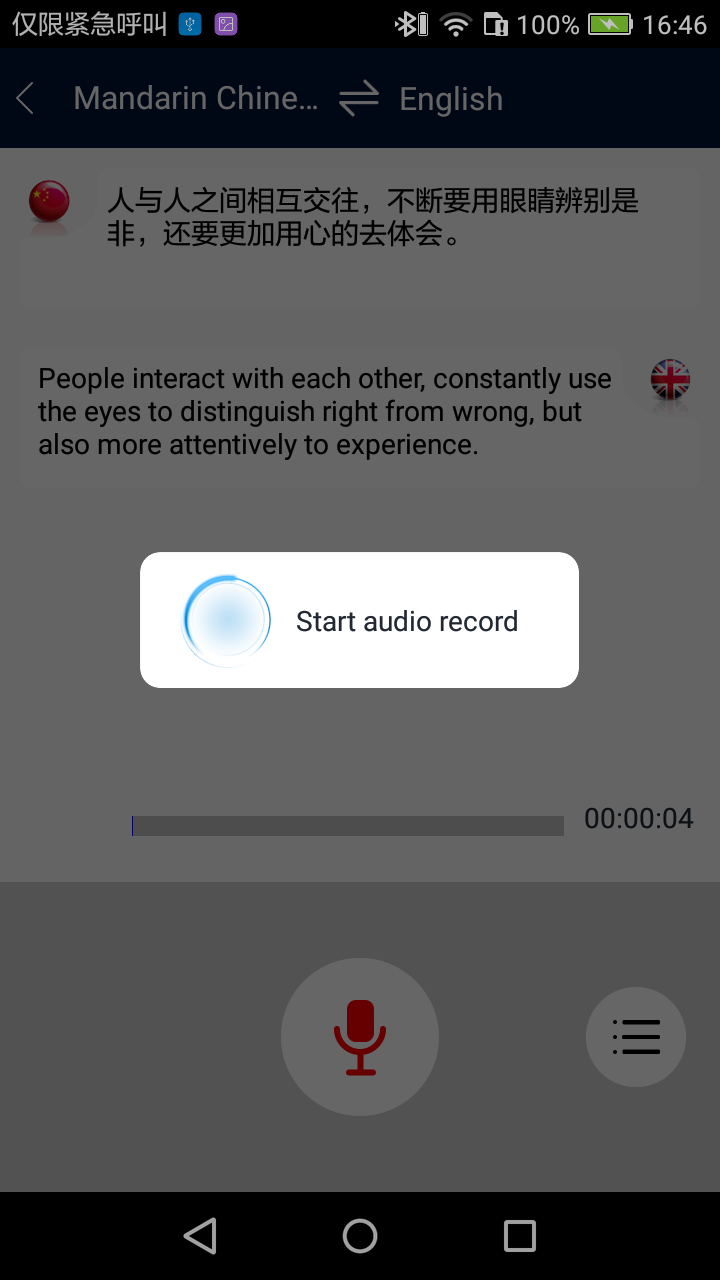 仅限紧急呼叫
100%
16:46
Mandarin Chine… English
人与人之间相互交往，不断要用眼睛辨别是
非，还要更加用心的去体会。
People interact with each other, constantly use
the eyes to distinguish right from wrong, but
also more attentively to experience.
Start audio record
00:00:04